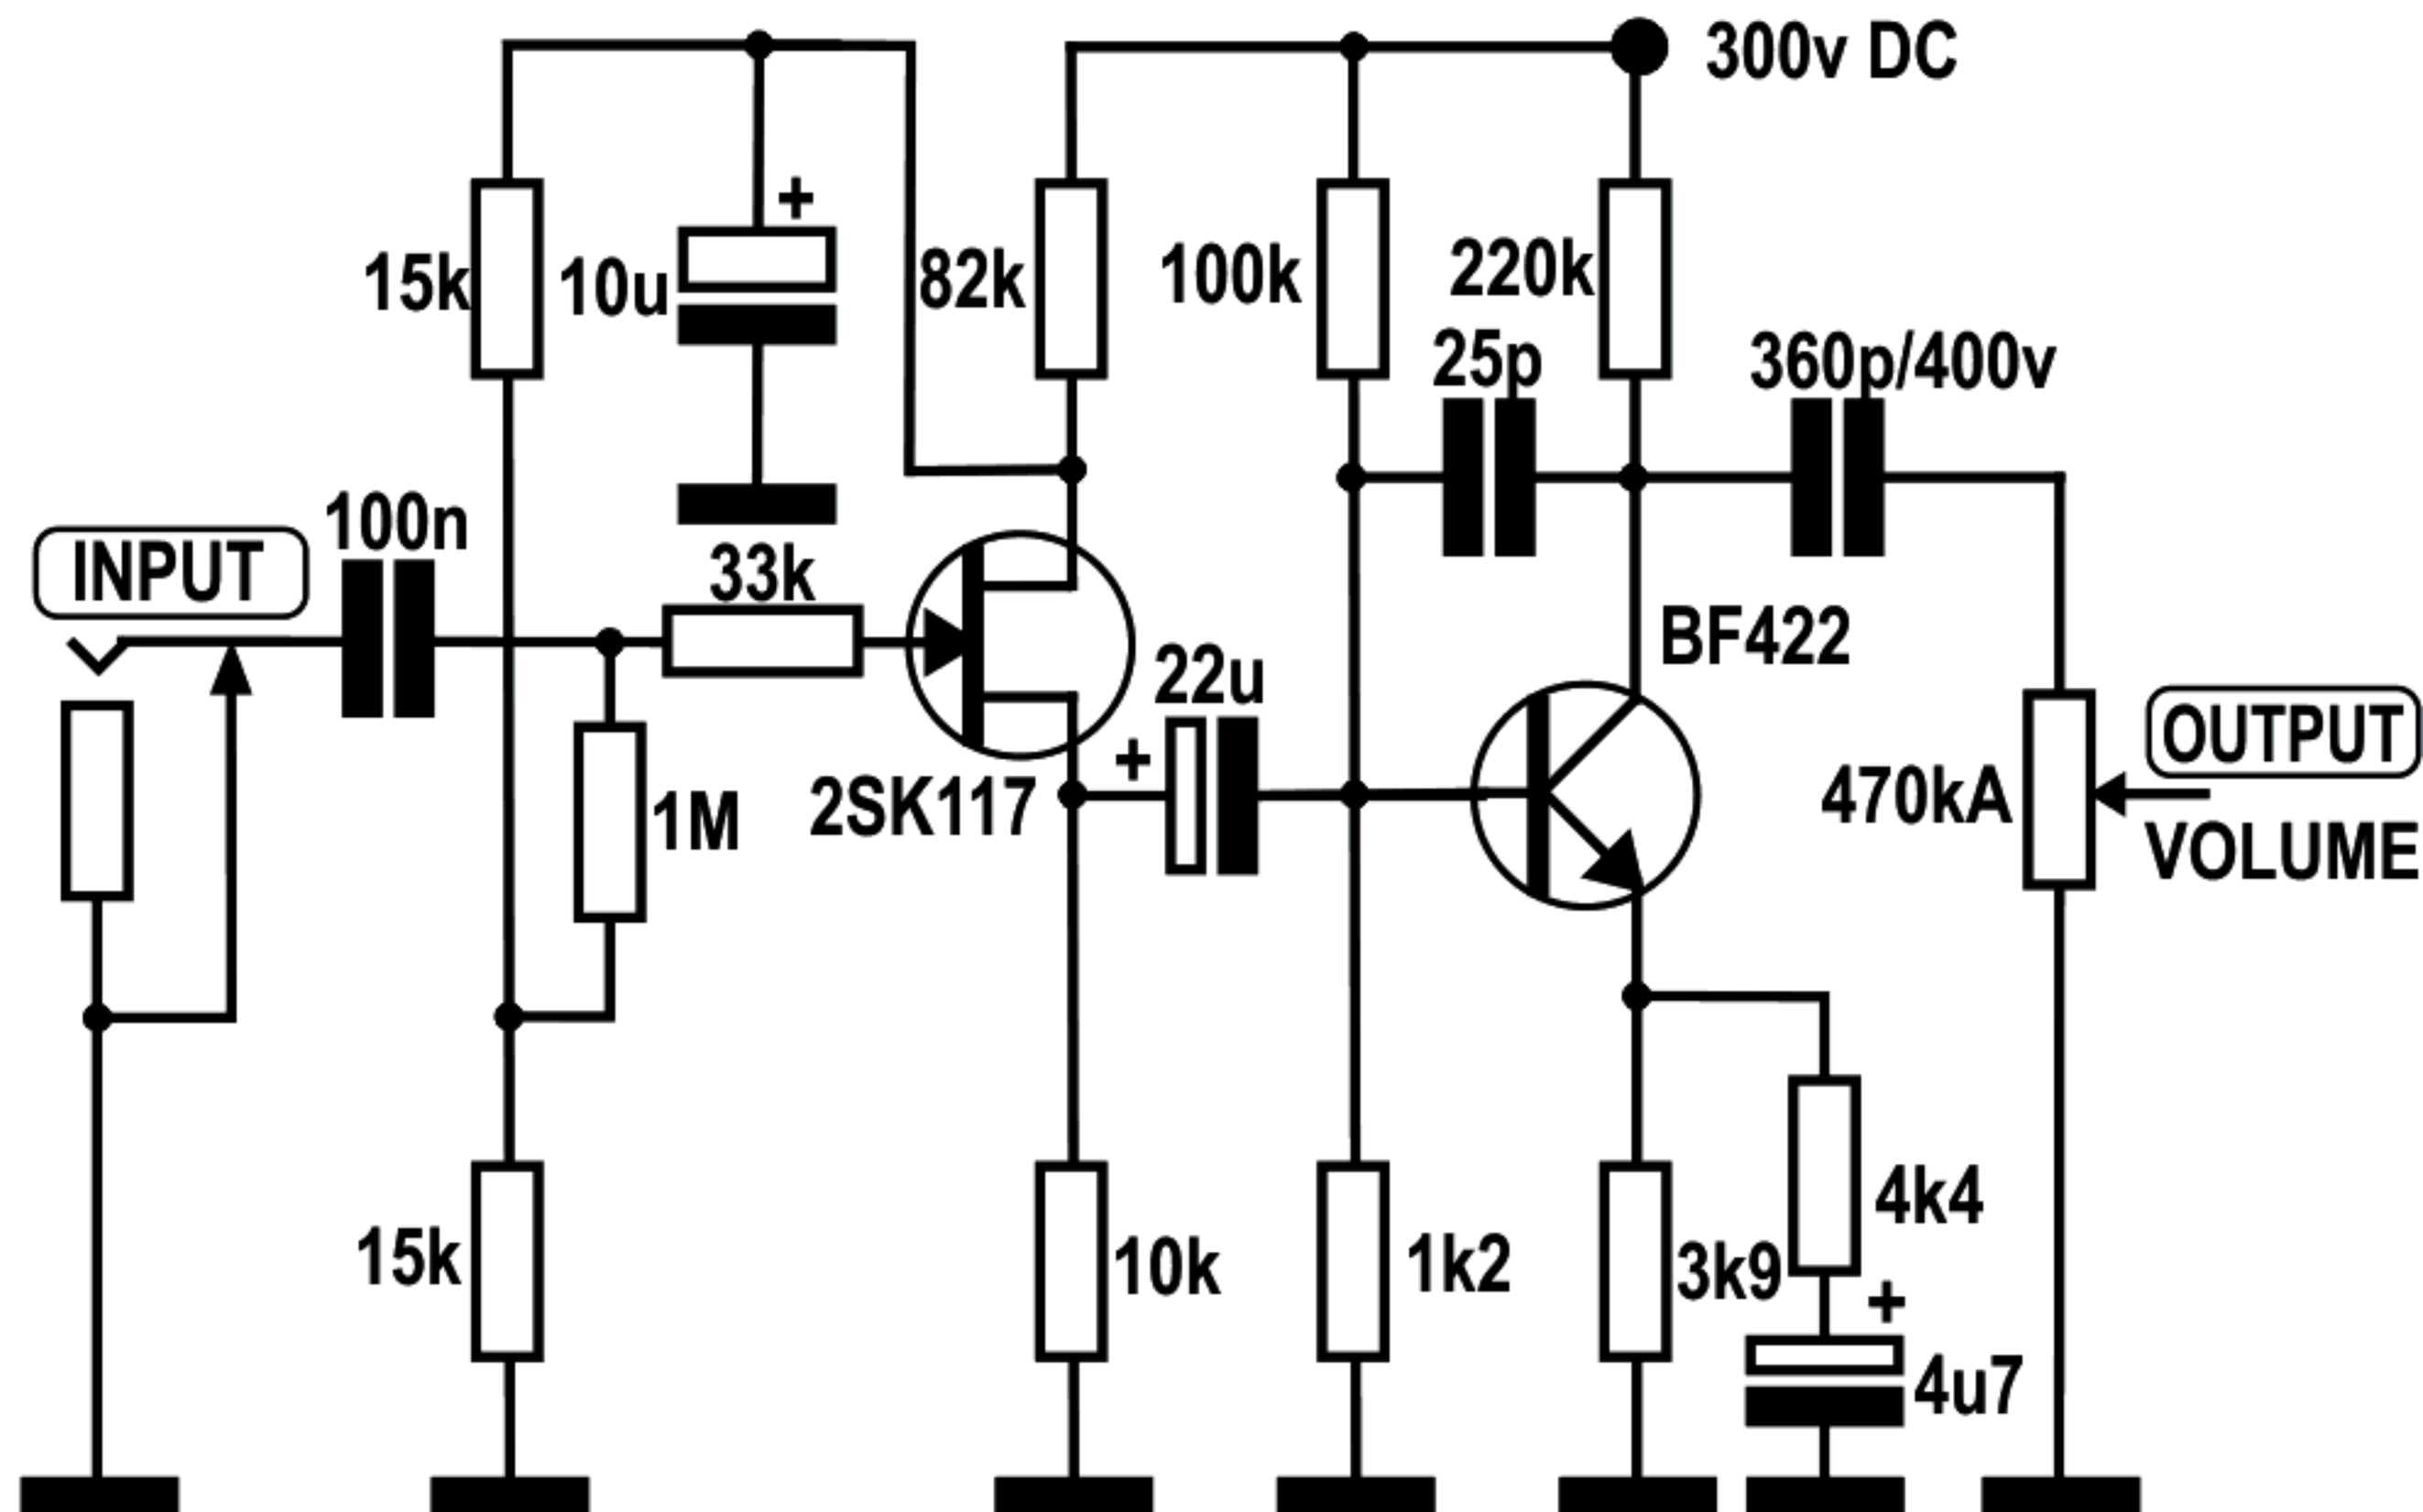 300v DC
+
15k
10u
82k
100k
220k
25p
360p/400v
100n
INPUT
33k
BF422
22u
+
2SK117
1M
470kA
OUTPUT
VOLUME
4k4
15k
10k
1k2
3k9
+
4u7